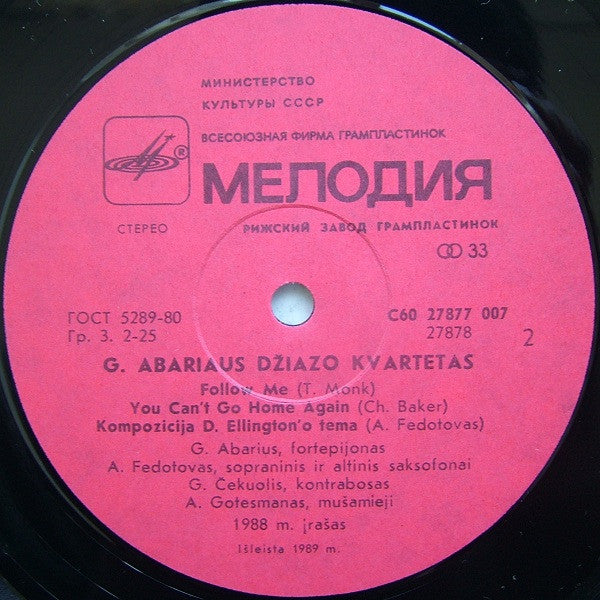 МИНИСТЕРСТВО
КУЛЬТУРЫ СССР
ВСЕСОЮЗНАЯ ФИРМА ГРАМПЛАСТИНОК
®
МЕЛОДИЯ
СТЕРЕО
РИЖСКИЙ ЗАВОД ГРАМПЛАСТИНОК
33
ГОСТ 5289-80
Гр. 3. 2-25
С60 27877 007
27878
2
G. ABARIAUS DŽIAZO KVARTETAS
Follow Me (T. Monk)
You Can't Go Home Again (Ch. Baker)
Kompozicija D. Ellington'o tema (A. Fedotovas)
G. Abarius, fortepijonas
A. Fedotovas, sopraninis ir altinis saksofonai
G. Čekuolis, kontrabosas
A. Gotesmanas, mušamieji
1988 m. įrašas
Išleista 1989 m.